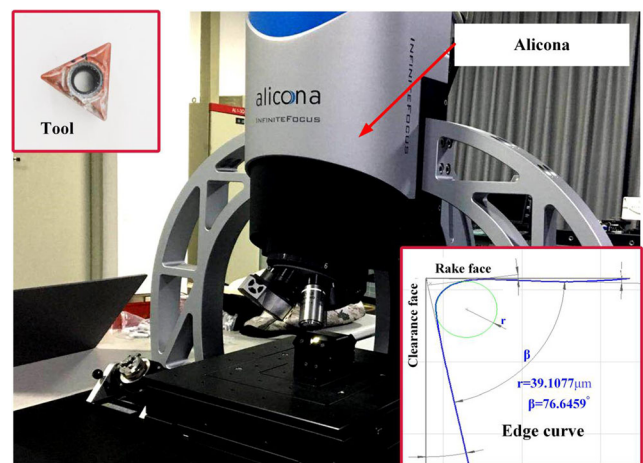 Tool
alicona
INFINITEFOCUS
INFINITEFOCUS
Alicona
Rake face
Clearance face
r
β
r=39.1077μm
β=76.6459°
Edge curve